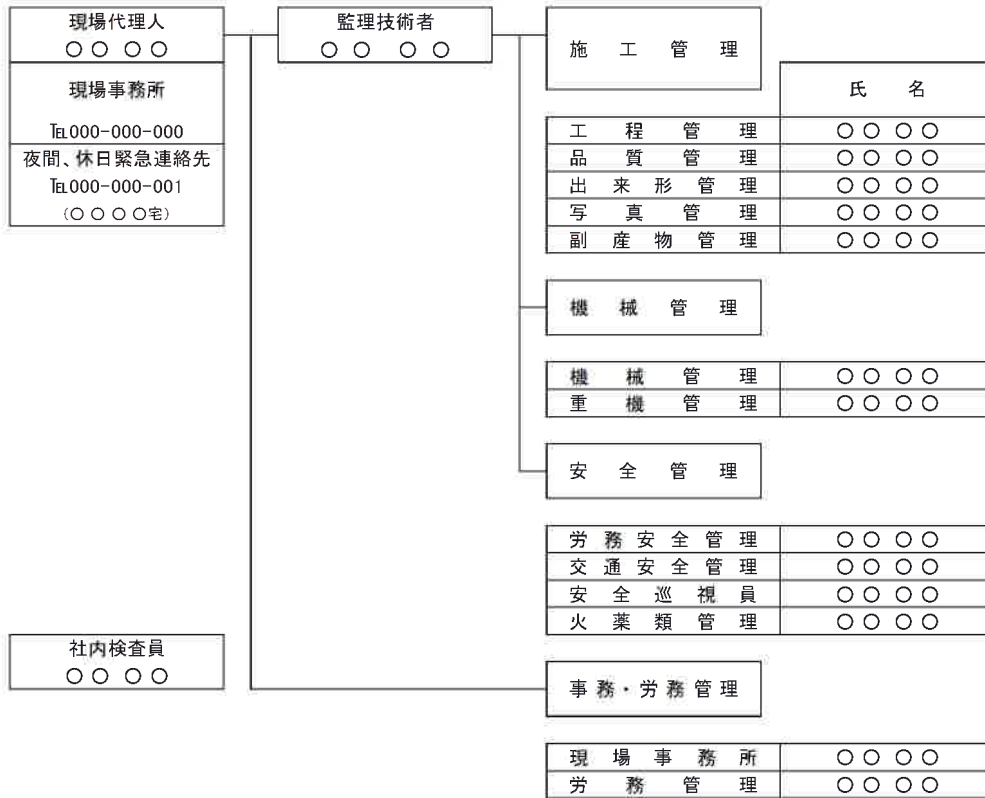 現場代理人
○○ ○○
現場事務所
℡000-000-000
夜間、休日緊急連絡先
℡000-000-001
(○○○○宅)
監理技術者
○○ ○○
施工管理
氏名
工程管理 ○○○○
品質管理 ○○○○
出来形管理 ○○○○
写真管理 ○○○○
副産物管理 ○○○○
機械管理
機械管理 ○○○○
重機管理 ○○○○
安全管理
労務安全管理 ○○○○
交通安全管理 ○○○○
安全巡視員 ○○○○
火薬類管理 ○○○○
社内検査員
○○ ○○
事務・労務管理
現場事務所 ○○○○
労務管理 ○○○○